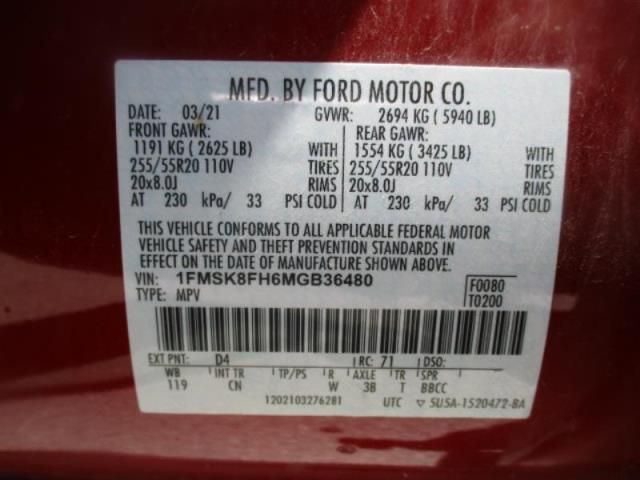 MFD. BY FORD MOTOR CO.
DATE: 03/21 GVWR: 2694 KG ( 5940 LB)
FRONT GAWR: REAR GAWR:
1191 KG ( 2625 LB) WITH 1554 KG ( 3425 LB) WITH
255/55R20 110V TIRES 255/55R20 110V TIRES
20x8.0J RIMS 20x8.0J RIMS
AT 230 kPa/ 33 PSI COLD AT 230 kPa/ 33 PSI COLD
THIS VEHICLE CONFORMS TO ALL APPLICABLE FEDERAL MOTOR
VEHICLE SAFETY AND THEFT PREVENTION STANDARDS IN
EFFECT ON THE DATE OF MANUFACTURE SHOWN ABOVE.
VIN: 1FMSK8FH6MGB36480 F0080
TYPE: MPV T0200
EXT PNT: D4 RC: 71 DSO:
WB INT TR TP/PS R AXLE TR SPR
119 CN W 3B T BBCC
1202103276281 UTC ▽ SU5A-1520472-BA